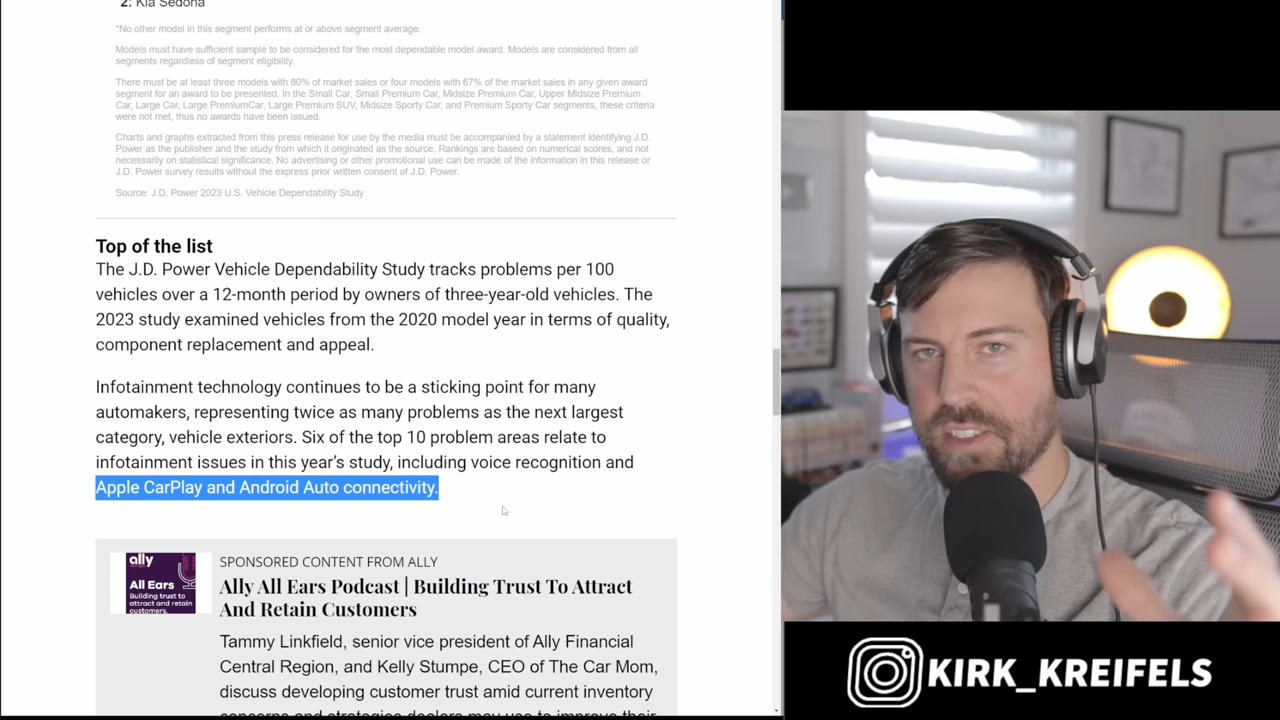 2: Kia Sedona
*No other model in this segment performs at or above segment average.
Models must have sufficient sample to be considered for the most dependable model award. Models are considered from all
segments regardless of segment eligibility.
There must be at least three models with 80% of market sales or four models with 67% of the market sales in any given award
segment for an award to be presented. In the Small Car, Small Premium Car, Midsize Premium Car, Upper Midsize Premium
Car, Large Car, Large PremiumCar, Large Premium SUV, Midsize Sporty Car, and Premium Sporty Car segments, these criteria
were not met, thus no awards have been issued.
Charts and graphs extracted from this press release for use by the media must be accompanied by a statement identifying J.D.
Power as the publisher and the study from which it originated as the source. Rankings are based on numerical scores, and not
necessarily on statistical significance. No advertising or other promotional use can be made of the information in this release or
J.D. Power survey results without the express prior written consent of J.D. Power.
Source: J.D. Power 2023 U.S. Vehicle Dependability Study
Top of the list
The J.D. Power Vehicle Dependability Study tracks problems per 100
vehicles over a 12-month period by owners of three-year-old vehicles. The
2023 study examined vehicles from the 2020 model year in terms of quality,
component replacement and appeal.
Infotainment technology continues to be a sticking point for many
automakers, representing twice as many problems as the next largest
category, vehicle exteriors. Six of the top 10 problem areas relate to
infotainment issues in this year's study, including voice recognition and
Apple CarPlay and Android Auto connectivity.
ally
All Ears
Building trust to
attract and retain
customers.
SPONSORED CONTENT FROM ALLY
Ally All Ears Podcast | Building Trust To Attract
And Retain Customers
Tammy Linkfield, senior vice president of Ally Financial
Central Region, and Kelly Stumpe, CEO of The Car Mom,
discuss developing customer trust amid current inventory
concerns and strategies dealers may use to improve their
KIRK_KREIFELS